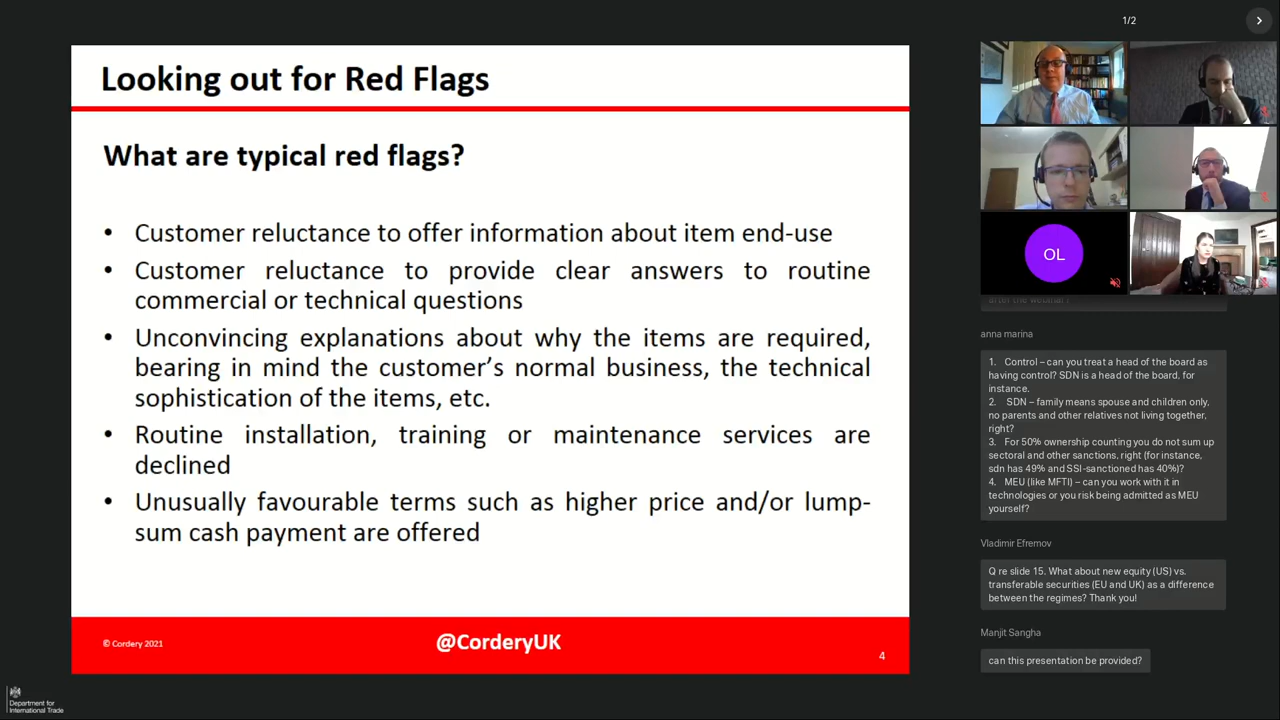 1/2
Looking out for Red Flags
What are typical red flags?
• Customer reluctance to offer information about item end-use
• Customer reluctance to provide clear answers to routine
commercial or technical questions
• Unconvincing explanations about why the items are required,
bearing in mind the customer's normal business, the technical
sophistication of the items, etc.
• Routine installation, training or maintenance services are
declined
• Unusually favourable terms such as higher price and/or lump-
sum cash payment are offered
© Cordery 2021
@CorderyUK
4
Department for
International Trade
OL
after the webinar?
anna marina
1. Control – can you treat a head of the board as
having control? SDN is a head of the board, for
instance.
2. SDN – family means spouse and children only,
no parents and other relatives not living together,
right?
3. For 50% ownership counting you do not sum up
sectoral and other sanctions, right (for instance,
sdn has 49% and SSI-sanctioned has 40%)?
4. MEU (like MFTI) – can you work with it in
technologies or you risk being admitted as MEU
yourself?
Vladimir Efremov
Q re slide 15. What about new equity (US) vs.
transferable securities (EU and UK) as a difference
between the regimes? Thank you!
Manjit Sangha
can this presentation be provided?